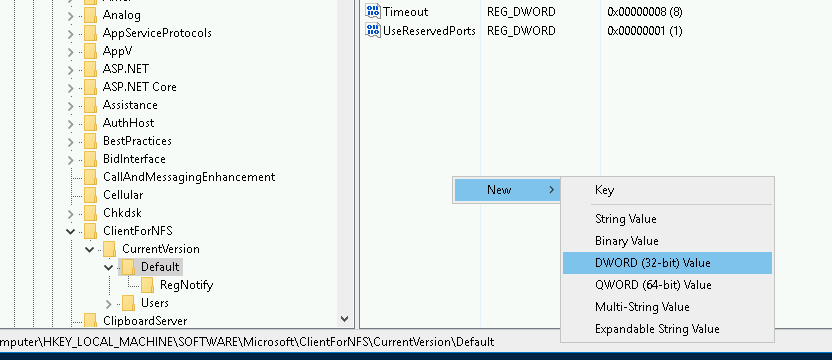 Analog
AppServiceProtocols
AppV
ASP.NET
ASP.NET Core
Assistance
AuthHost
BestPractices
BidInterface
CallAndMessagingEnhancement
Cellular
Chkdsk
ClientForNFS
CurrentVersion
Default
RegNotify
Users
ClipboardServer
Timeout REG_DWORD 0x00000008 (8)
UseReservedPorts REG_DWORD 0x00000001 (1)
New
Key
String Value
Binary Value
DWORD (32-bit) Value
QWORD (64-bit) Value
Multi-String Value
Expandable String Value
mputer\HKEY_LOCAL_MACHINE\SOFTWARE\Microsoft\ClientForNFS\CurrentVersion\Default